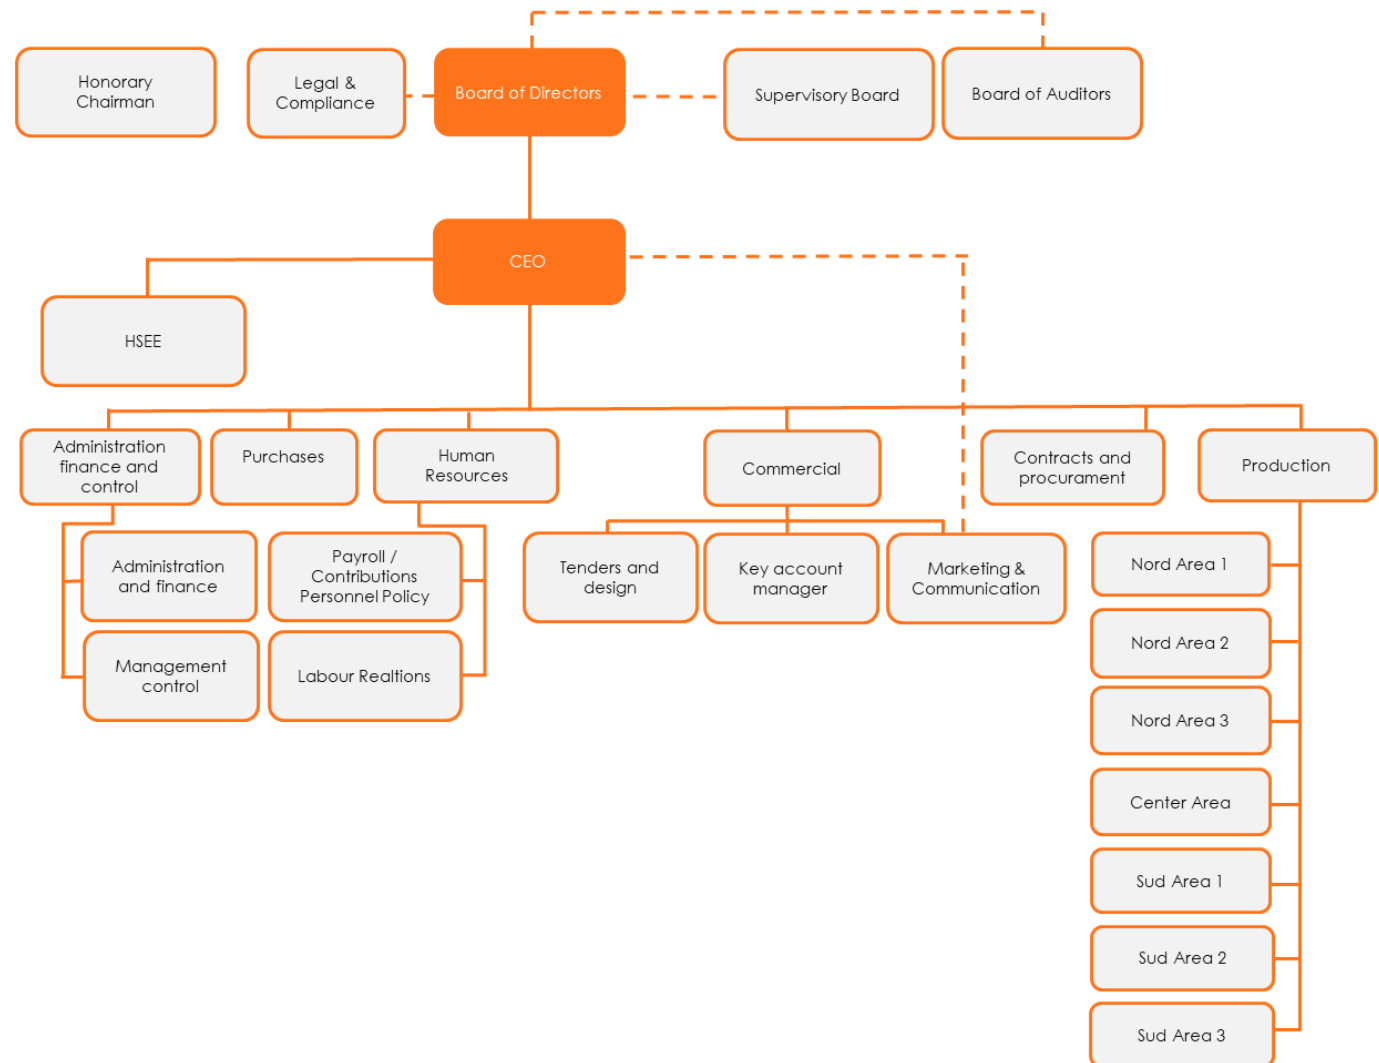 Honorary
Chairman
Legal &
Compliance
Board of Directors
Supervisory Board
Board of Auditors
CEO
HSEE
Administration
finance and
control
Purchases
Human
Resources
Commercial
Contracts and
procurament
Production
Administration
and finance
Payroll /
Contributions
Personnel Policy
Tenders and
design
Key account
manager
Marketing &
Communication
Management
control
Labour Realtions
Nord Area 1
Nord Area 2
Nord Area 3
Center Area
Sud Area 1
Sud Area 2
Sud Area 3